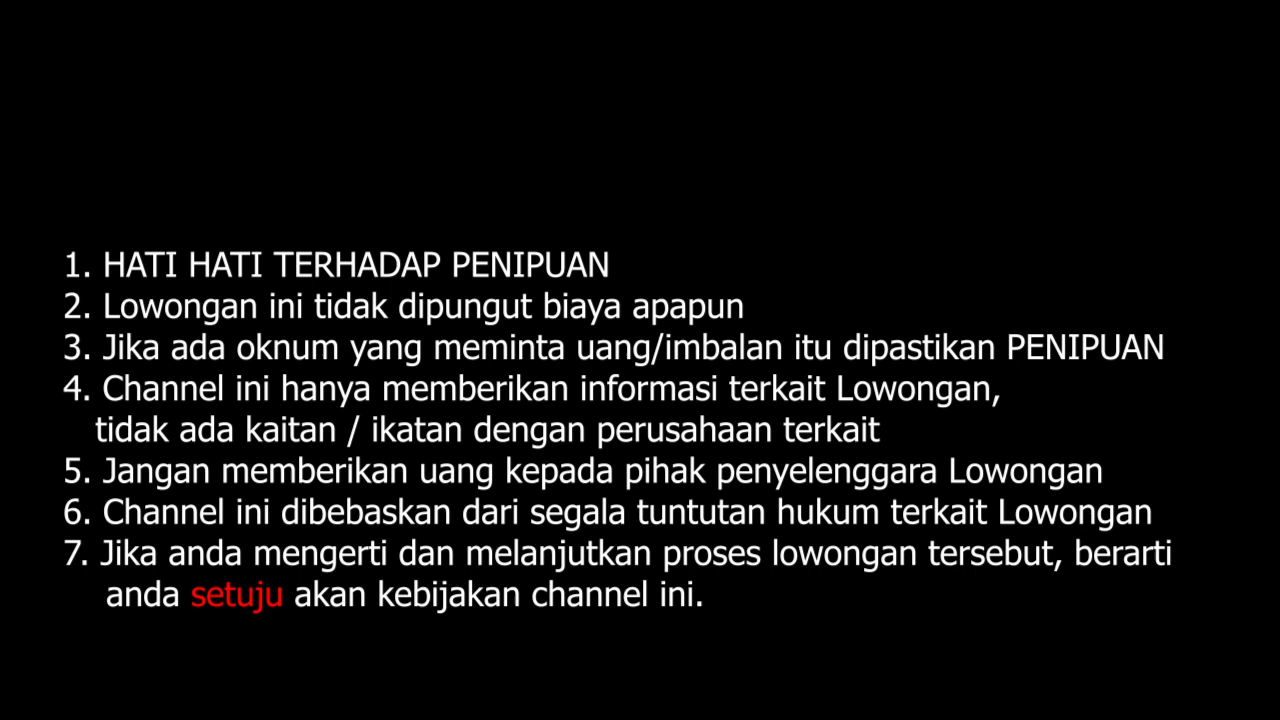 1. HATI HATI TERHADAP PENIPUAN
2. Lowongan ini tidak dipungut biaya apapun
3. Jika ada oknum yang meminta uang/imbalan itu dipastikan PENIPUAN
4. Channel ini hanya memberikan informasi terkait Lowongan,
tidak ada kaitan / ikatan dengan perusahaan terkait
5. Jangan memberikan uang kepada pihak penyelenggara Lowongan
6. Channel ini dibebaskan dari segala tuntutan hukum terkait Lowongan
7. Jika anda mengerti dan melanjutkan proses lowongan tersebut, berarti
anda setuju akan kebijakan channel ini.